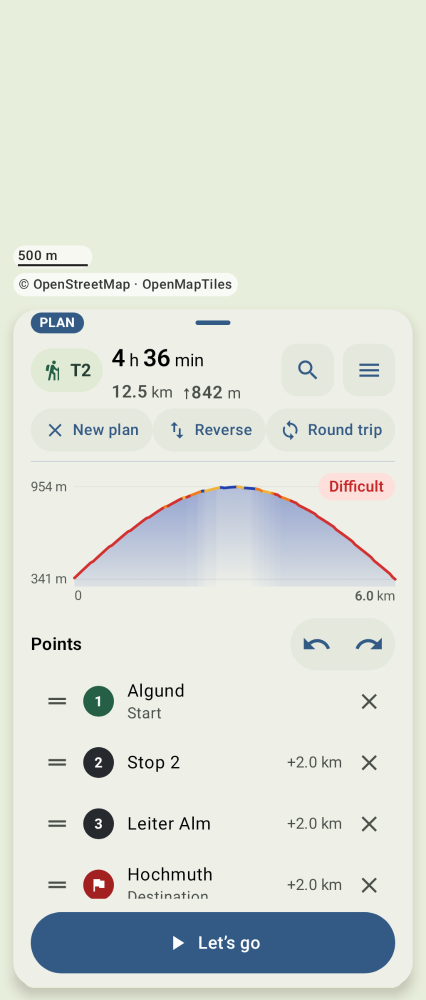 500 m
© OpenStreetMap · OpenMapTiles
PLAN
T2
4 h 36 min
12.5 km ↑842 m
New plan
Reverse
Round trip
954 m
Difficult
341 m
0
6.0 km
Points
1
Algund
Start
2
Stop 2
+2.0 km
3
Leiter Alm
+2.0 km
Hochmuth
+2.0 km
Destination
Let’s go